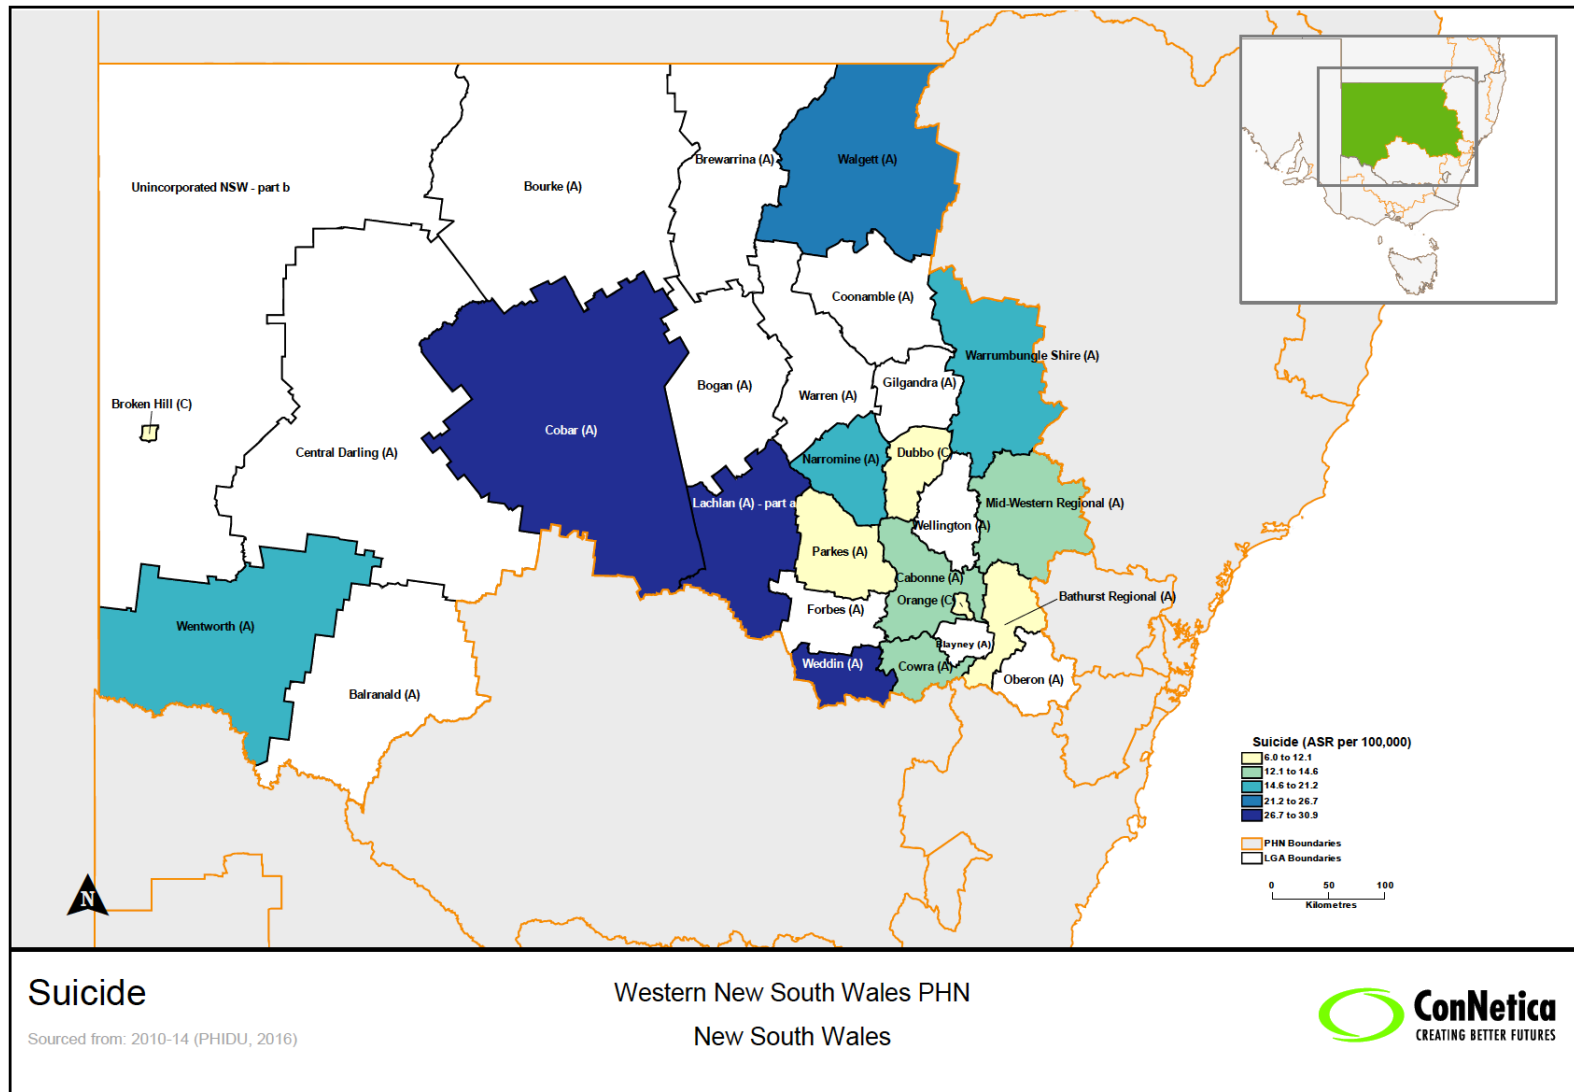 Unincorporated NSW - part b
Bourke (A)
Brewarrina (A)
Walgett (A)
Coonamble (A)
Warrumbungle Shire (A)
Broken Hill (C)
Central Darling (A)
Cobar (A)
Bogan (A)
Warren (A)
Gilgandra (A)
Narromine (A)
Dubbo (C)
Lachlan (A) - part a
Mid-Western Regional (A)
Wellington (A)
Parkes (A)
Cabonne (A)
Orange (C)
Bathurst Regional (A)
Forbes (A)
Wentworth (A)
Blayney (A)
Weddin (A)
Cowra (A)
Oberon (A)
Balranald (A)
Suicide (ASR per 100,000)
6.0 to 12.1
12.1 to 14.6
14.6 to 21.2
21.2 to 26.7
26.7 to 30.9
PHN Boundaries
LGA Boundaries
0 50 100
Kilometres
N
Suicide
Sourced from: 2010-14 (PHIDU, 2016)
Western New South Wales PHN
New South Wales
ConNetica
CREATING BETTER FUTURES